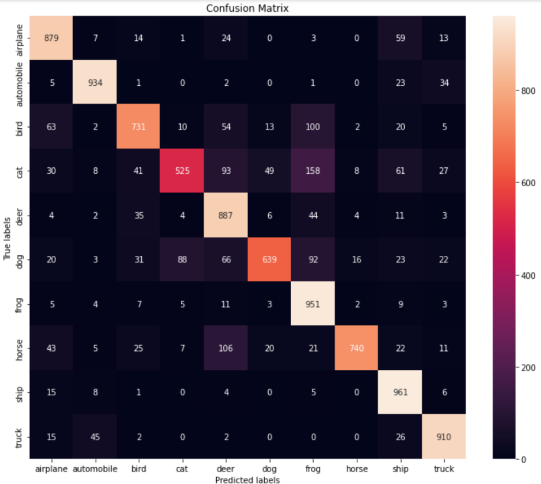 Confusion Matrix
airplane 879 7 14 1 24 0 3 0 59 13
automobile 5 934 1 0 2 0 1 0 23 34
bird 63 2 731 10 54 13 100 2 20 5
cat 30 8 41 525 93 49 158 8 61 27
deer 4 2 35 4 887 6 44 4 11 3
dog 20 3 31 88 66 639 92 16 23 22
frog 5 4 7 5 11 3 951 2 9 3
horse 43 5 25 7 106 20 21 740 22 11
ship 15 8 1 0 4 0 5 0 961 6
truck 15 45 2 0 2 0 0 0 26 910
airplane automobile bird cat deer dog frog horse ship truck
Predicted labels
True labels
800
600
400
200
0